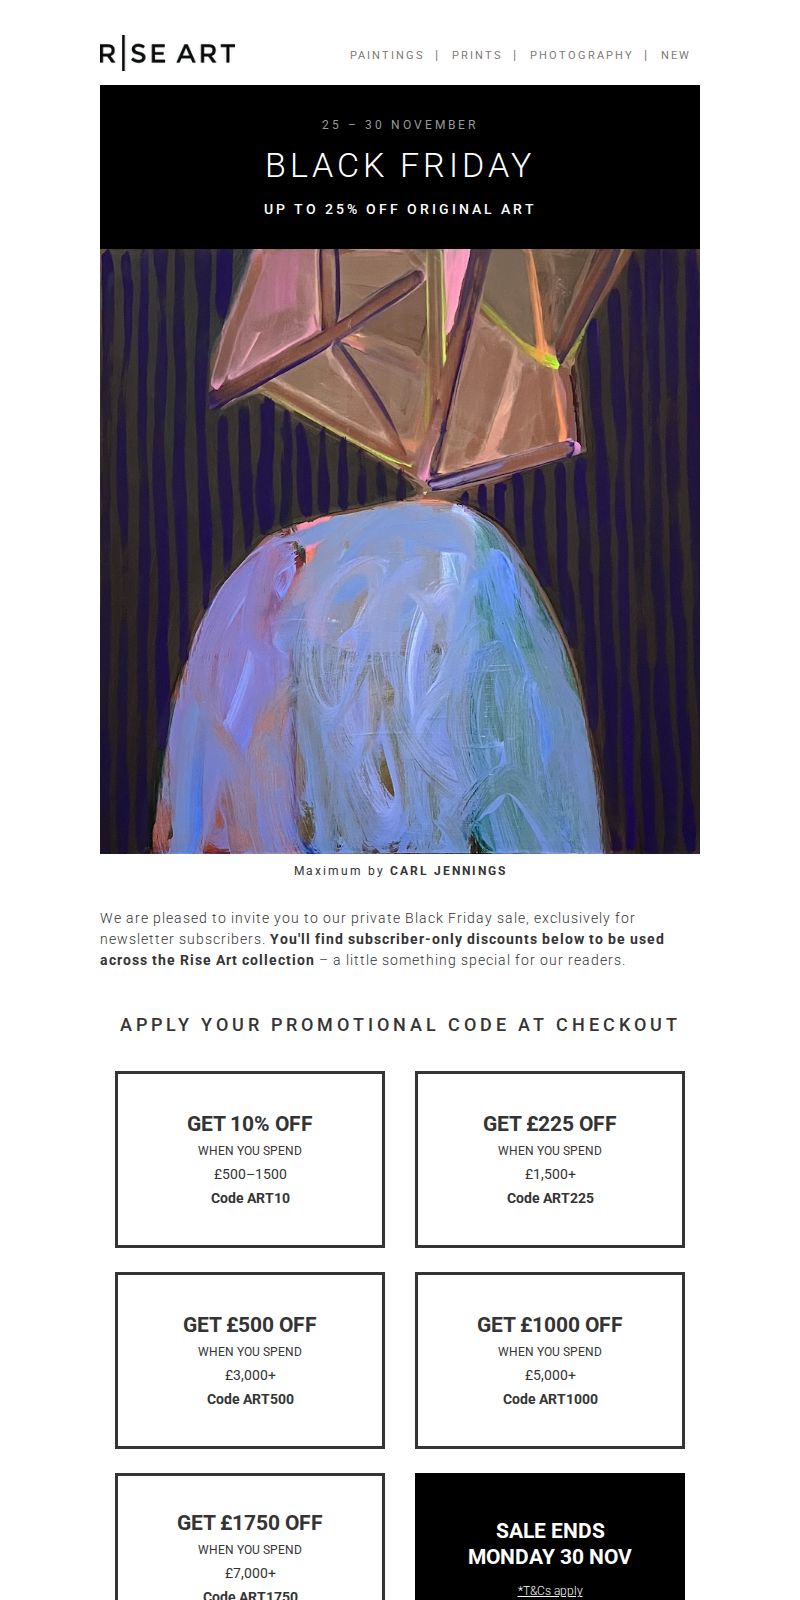 R|SE ART
PAINTINGS | PRINTS | PHOTOGRAPHY | NEW
25 – 30 NOVEMBER
BLACK FRIDAY
UP TO 25% OFF ORIGINAL ART
Maximum by CARL JENNINGS
We are pleased to invite you to our private Black Friday sale, exclusively for
newsletter subscribers. You'll find subscriber-only discounts below to be used
across the Rise Art collection – a little something special for our readers.
APPLY YOUR PROMOTIONAL CODE AT CHECKOUT
GET 10% OFF
WHEN YOU SPEND
£500–1500
Code ART10
GET £225 OFF
WHEN YOU SPEND
£1,500+
Code ART225
GET £500 OFF
WHEN YOU SPEND
£3,000+
Code ART500
GET £1000 OFF
WHEN YOU SPEND
£5,000+
Code ART1000
GET £1750 OFF
WHEN YOU SPEND
£7,000+
Code ART1750
SALE ENDS
MONDAY 30 NOV
*T&Cs apply